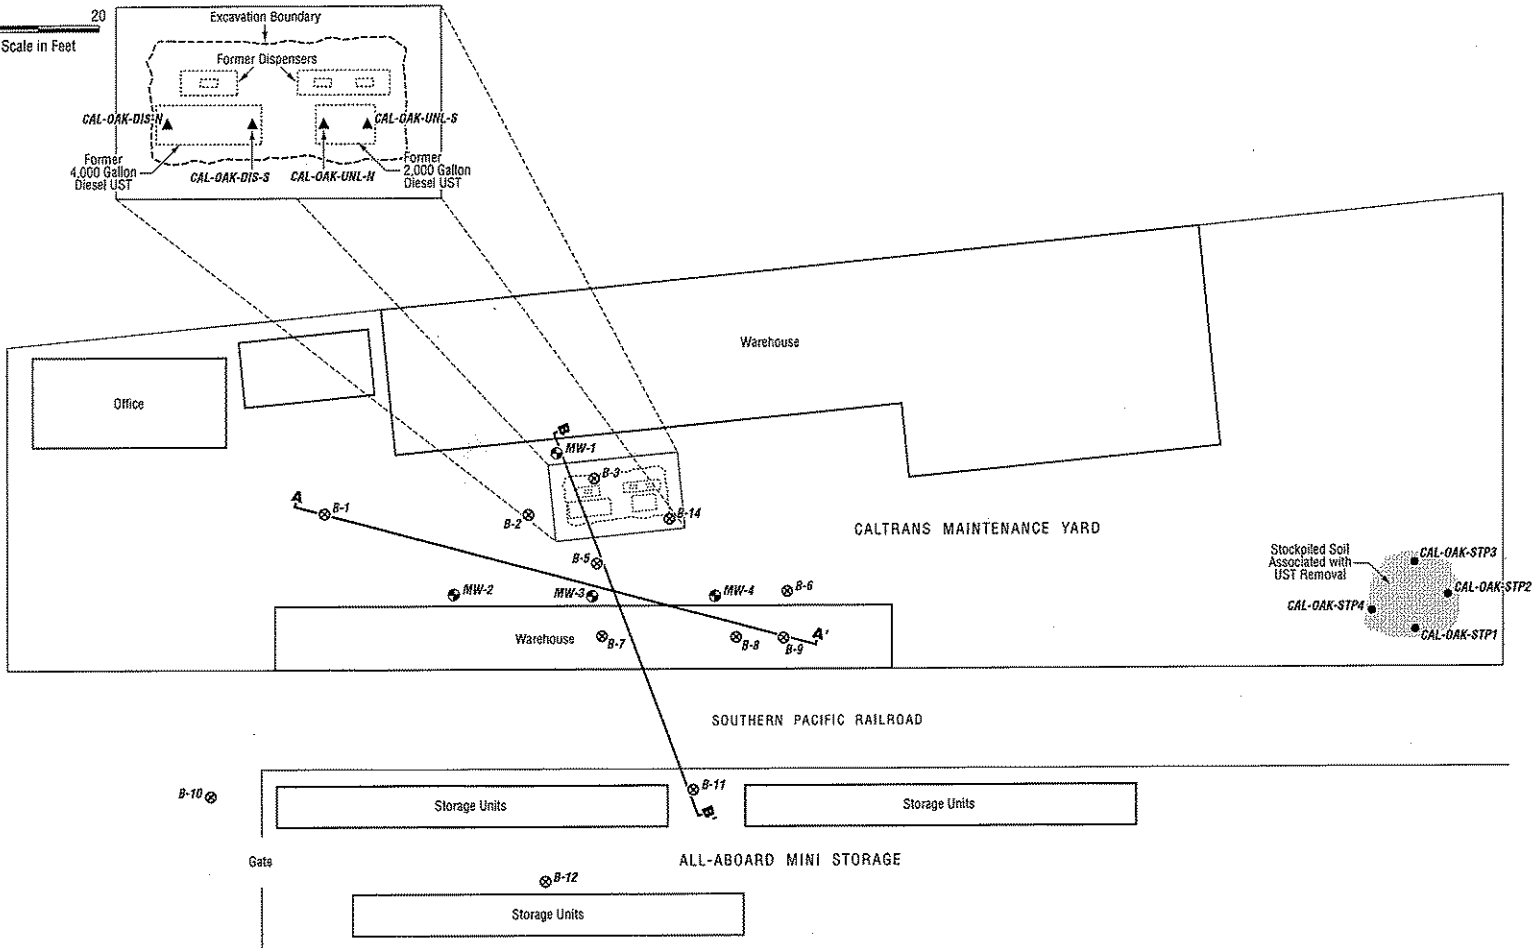 20
Scale in Feet
Excavation Boundary
Former Dispensers
CAL-OAK-DIS-N
CAL-OAK-UNL-S
Former
4,000 Gallon
Diesel UST
CAL-OAK-DIS-S
CAL-OAK-UNL-N
Former
2,000 Gallon
Diesel UST
Warehouse
Office
B
MW-1
B-3
A
B-1
B-2
B-14
CALTRANS MAINTENANCE YARD
B-5
Stockpiled Soil
Associated with
UST Removal
CAL-OAK-STP3
CAL-OAK-STP2
CAL-OAK-STP4
CAL-OAK-STP1
MW-2
MW-3
MW-4
B-6
Warehouse
B-7
B-8
B-9
A'
SOUTHERN PACIFIC RAILROAD
B-10
Storage Units
B-11
B'
Storage Units
Gate
ALL-ABOARD MINI STORAGE
B-12
Storage Units